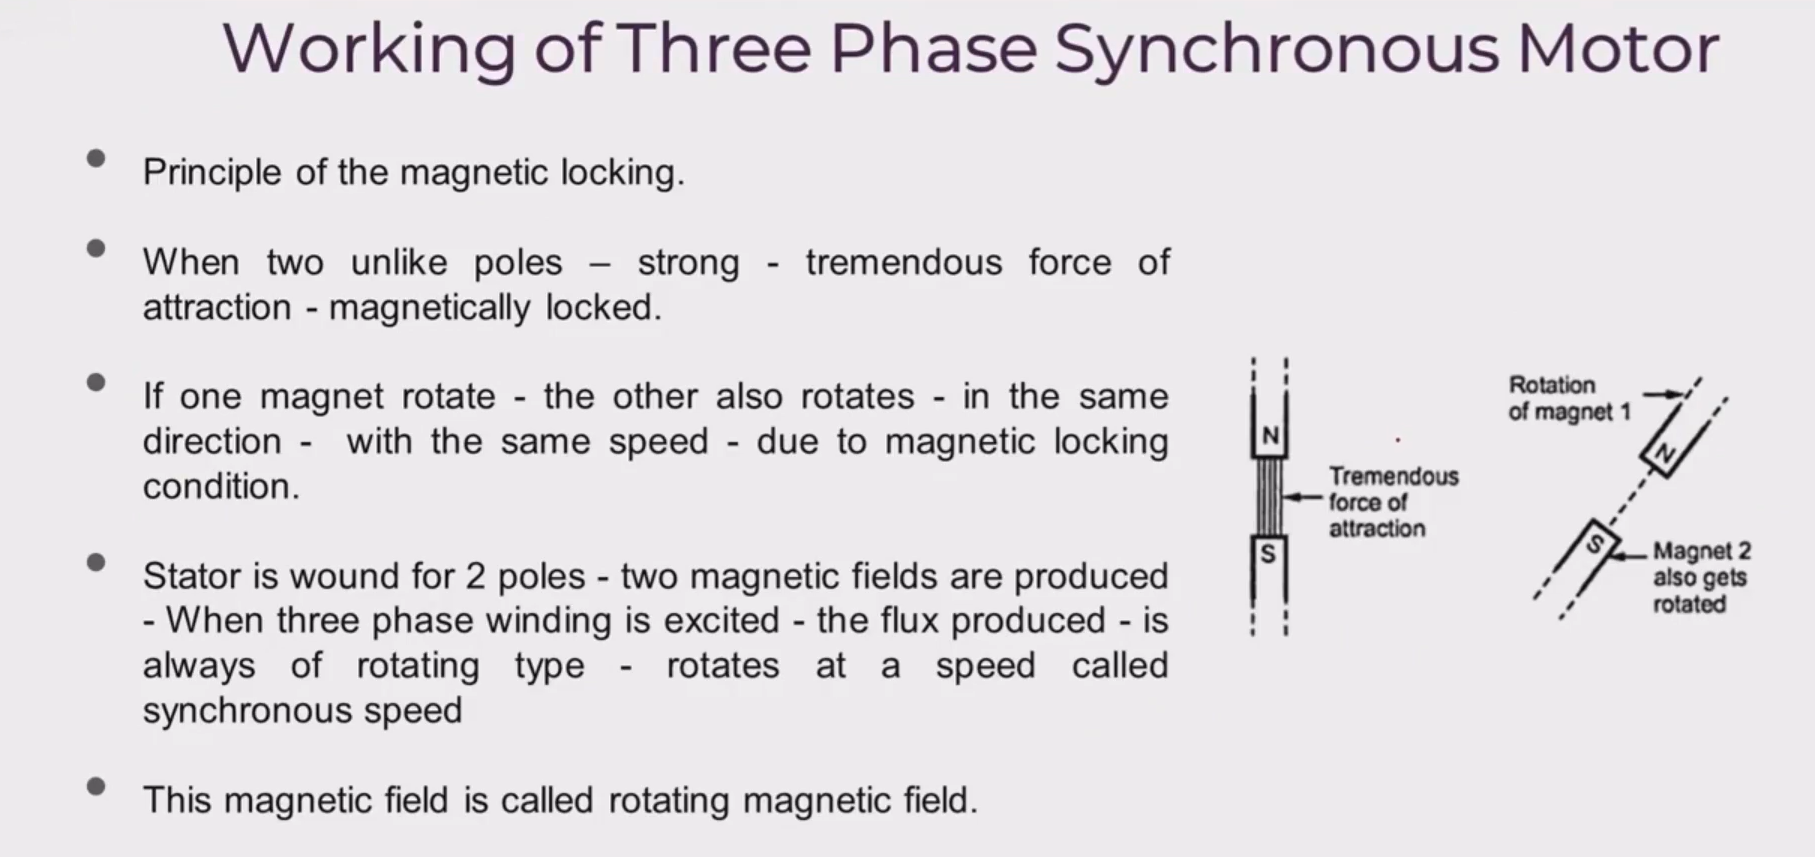 Working of Three Phase Synchronous Motor
Principle of the magnetic locking.
When two unlike poles – strong - tremendous force of
attraction - magnetically locked.
If one magnet rotate - the other also rotates - in the same
direction - with the same speed - due to magnetic locking
condition.
Stator is wound for 2 poles - two magnetic fields are produced
- When three phase winding is excited - the flux produced - is
always of rotating type - rotates at a speed called
synchronous speed
This magnetic field is called rotating magnetic field.
N
Tremendous
force of
attraction
S
Rotation
of magnet 1
N
S
Magnet 2
also gets
rotated